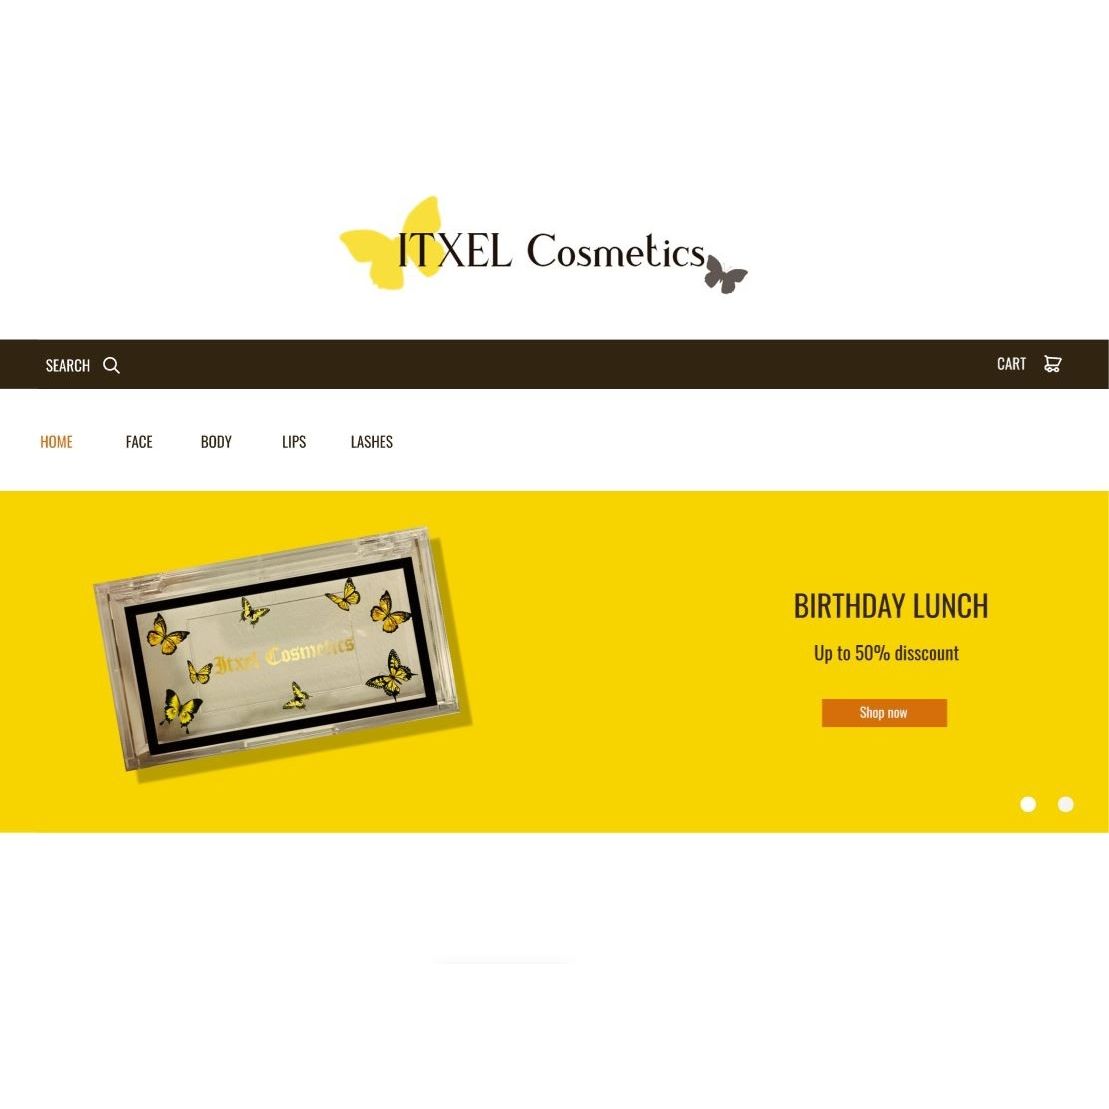 ITXEL Cosmetics
SEARCH
CART
HOME FACE BODY LIPS LASHES
Itxel Cosmetics
BIRTHDAY LUNCH
Up to 50% disscount
Shop now